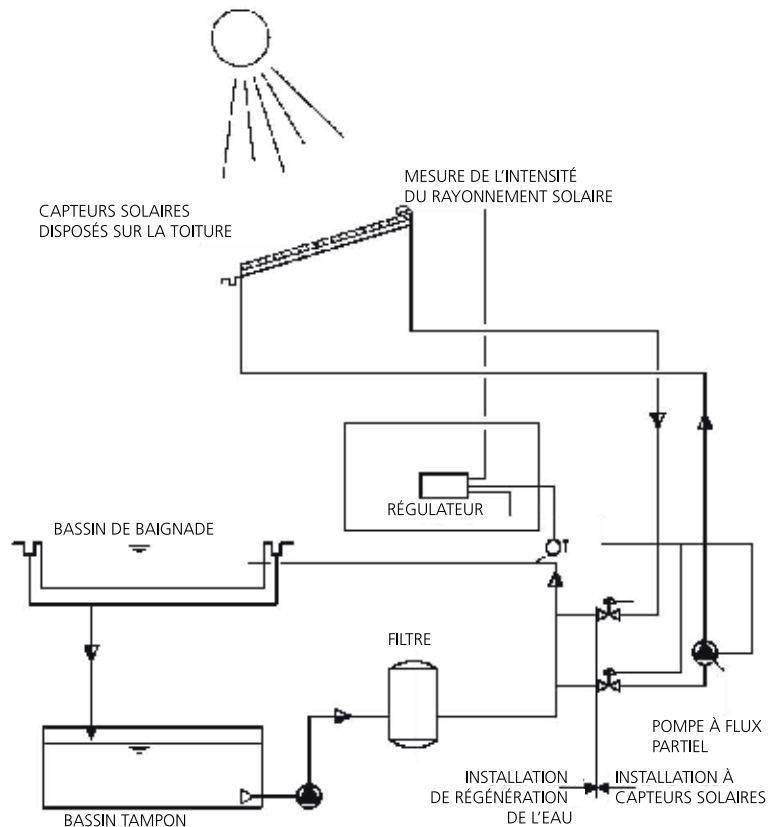 MESURE DE L'INTENSITÉ
DU RAYONNEMENT SOLAIRE
CAPTEURS SOLAIRES
DISPOSÉS SUR LA TOITURE
RÉGULATEUR
BASSIN DE BAIGNADE
T
FILTRE
POMPE À FLUX
PARTIEL
INSTALLATION
DE RÉGÉNÉRATION
DE L'EAU
INSTALLATION À
CAPTEURS SOLAIRES
BASSIN TAMPON